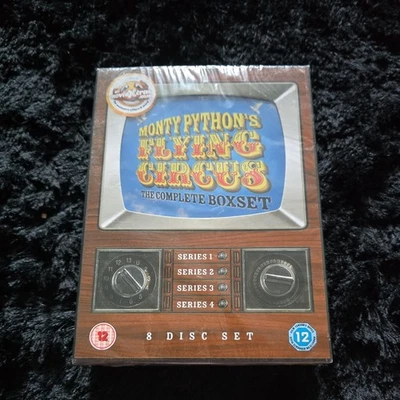 MONTY PYTHON'S
FLYING
CIRCUS
THE COMPLETE BOXSET
SERIES 1
SERIES 2
SERIES 3
SERIES 4
12
8 DISC SET
12